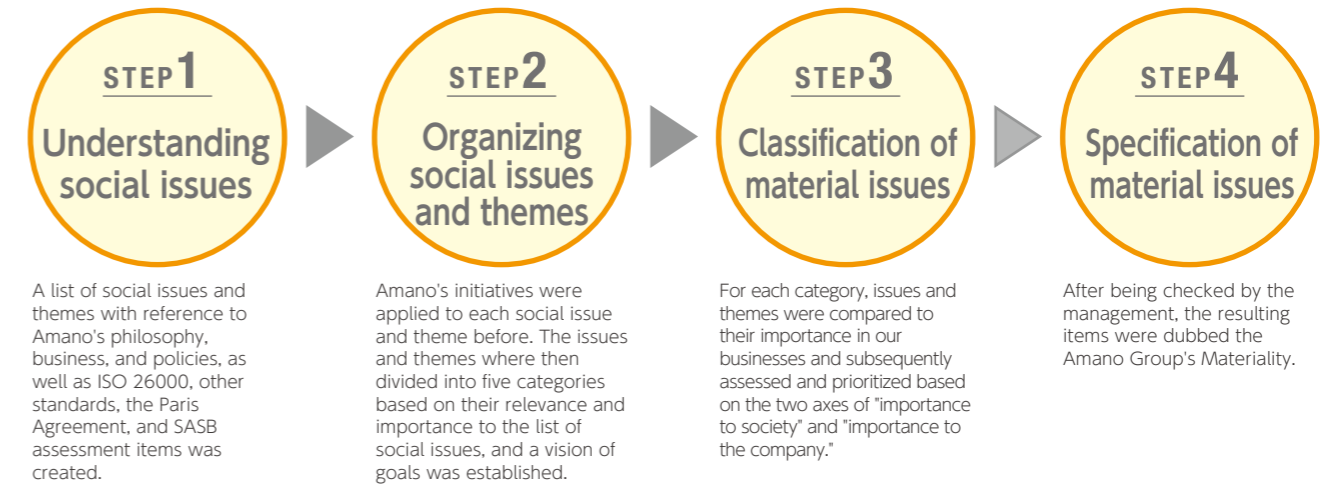 STEP1
Understanding
social issues
A list of social issues and
themes with reference to
Amano's philosophy,
business, and policies, as
well as ISO 26000, other
standards, the Paris
Agreement, and SASB
assessment items was
created.
STEP2
Organizing
social issues
and themes
Amano's initiatives were
applied to each social issue
and theme before. The issues
and themes where then
divided into five categories
based on their relevance and
importance to the list of
social issues, and a vision of
goals was established.
STEP3
Classification of
material issues
For each category, issues and
themes were compared to
their importance in our
businesses and subsequently
assessed and prioritized based
on the two axes of "importance
to society" and "importance to
the company."
STEP4
Specification of
material issues
After being checked by the
management, the resulting
items were dubbed the
Amano Group's Materiality.